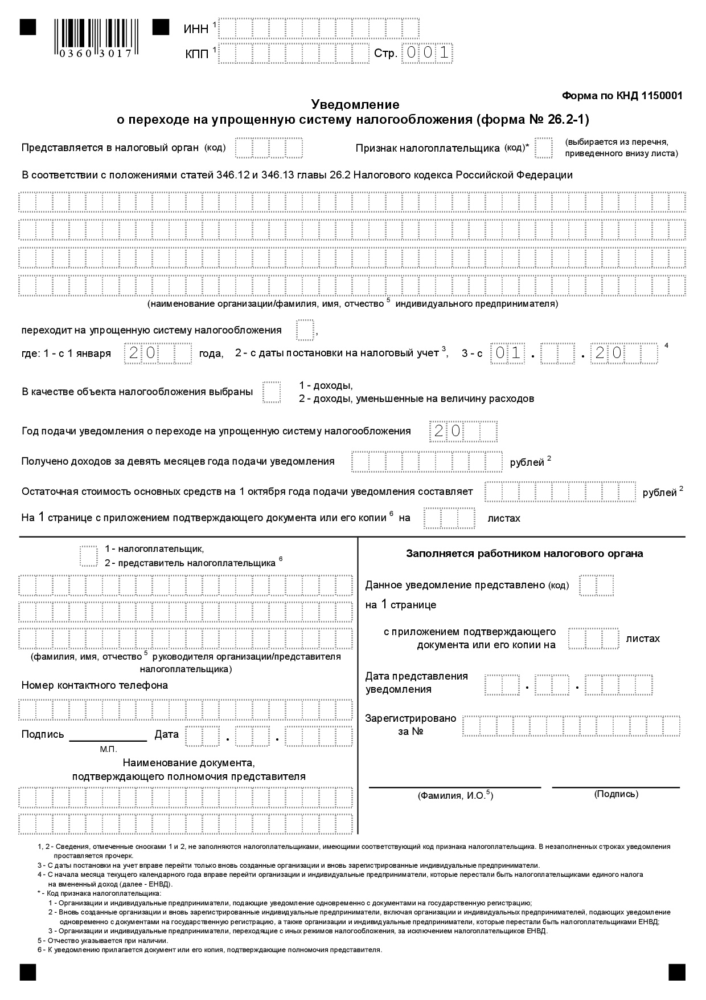 ИНН 1
0360 3017
КПП 1 Стр. 001
Форма по КНД 1150001
Уведомление
о переходе на упрощенную систему налогообложения (форма № 26.2-1)
Представляется в налоговый орган (код) Признак налогоплательщика (код)* (выбирается из перечня,
приведенного внизу листа)
В соответствии с положениями статей 346.12 и 346.13 главы 26.2 Налогового кодекса Российской Федерации
(наименование организации/фамилия, имя, отчество 5 индивидуального предпринимателя)
переходит на упрощенную систему налогообложения ,
где: 1 - с 1 января 20 года, 2 - с даты постановки на налоговый учет 3, 3 - с 01 . . 20 4
В качестве объекта налогообложения выбраны
1 - доходы,
2 - доходы, уменьшенные на величину расходов
Год подачи уведомления о переходе на упрощенную систему налогообложения 20
Получено доходов за девять месяцев года подачи уведомления рублей 2
Остаточная стоимость основных средств на 1 октября года подачи уведомления составляет рублей 2
На 1 странице с приложением подтверждающего документа или его копии 6 на листах
1 - налогоплательщик,
2 - представитель налогоплательщика 6
(фамилия, имя, отчество 5 руководителя организации/представителя
налогоплательщика)
Номер контактного телефона
Подпись Дата . .
М.П.
Наименование документа,
подтверждающего полномочия представителя
Заполняется работником налогового органа
Данное уведомление представлено (код)
на 1 странице
с приложением подтверждающего
документа или его копии на листах
Дата представления
уведомления . .
Зарегистрировано
за №
(Фамилия, И.О.5) (Подпись)
1, 2 - Сведения, отмеченные сносками 1 и 2, не заполняются налогоплательщиками, имеющими соответствующий код признака налогоплательщика. В незаполненных строках уведомления
проставляется прочерк.
3 - С даты постановки на учет вправе перейти только вновь созданные организации и вновь зарегистрированные индивидуальные предприниматели.
4 - С начала месяца текущего календарного года вправе перейти организации и индивидуальные предприниматели, которые перестали быть налогоплательщиками единого налога
на вмененный доход (далее - ЕНВД).
* - Код признака налогоплательщика:
1 - Организации и индивидуальные предприниматели, подающие уведомление одновременно с документами на государственную регистрацию;
2 - Вновь созданные организации и вновь зарегистрированные индивидуальные предприниматели, включая организации и индивидуальных предпринимателей, подающих уведомление
одновременно с документами на государственную регистрацию, а также организации и индивидуальные предприниматели, которые перестали быть налогоплательщиками ЕНВД;
3 - Организации и индивидуальные предприниматели, переходящие с иных режимов налогообложения, за исключением налогоплательщиков ЕНВД.
5 - Отчество указывается при наличии.
6 - К уведомлению прилагается документ или его копия, подтверждающие полномочия представителя.